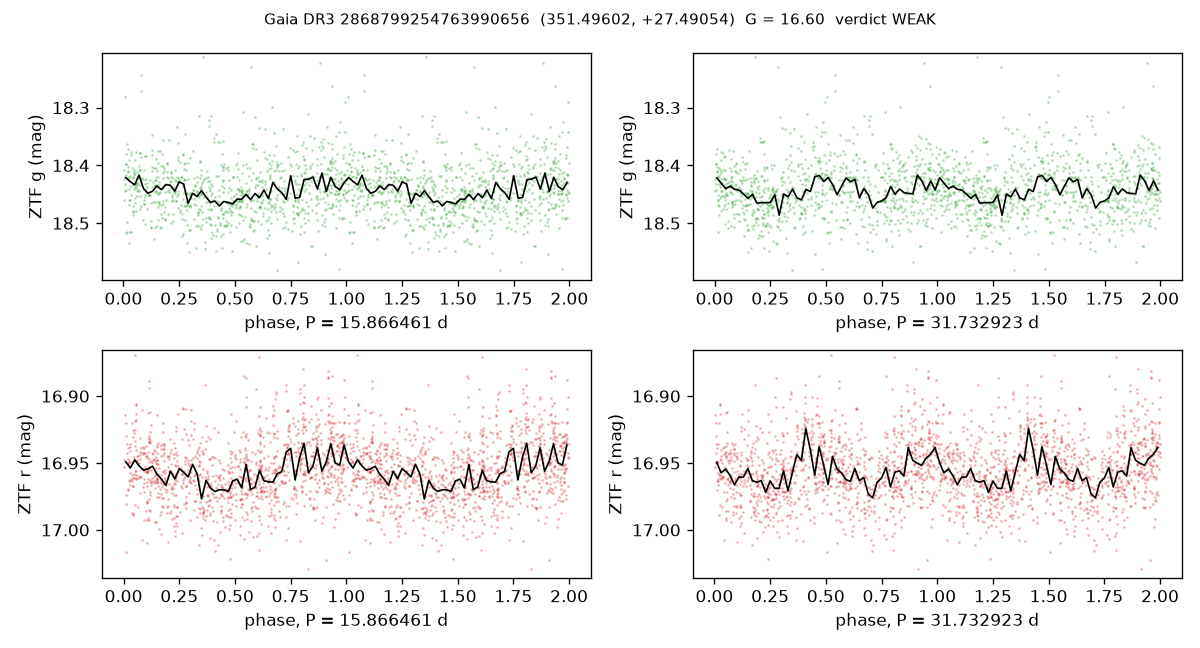 Gaia DR3 2868799254763990656  (351.49602, +27.49054)  G = 16.60  verdict WEAK
ZTF g (mag)
18.3
18.4
18.5
0.00 0.25 0.50 0.75 1.00 1.25 1.50 1.75 2.00
phase, P = 15.866461 d
ZTF g (mag)
18.3
18.4
18.5
0.00 0.25 0.50 0.75 1.00 1.25 1.50 1.75 2.00
phase, P = 31.732923 d
ZTF r (mag)
16.90
16.95
17.00
0.00 0.25 0.50 0.75 1.00 1.25 1.50 1.75 2.00
phase, P = 15.866461 d
ZTF r (mag)
16.90
16.95
17.00
0.00 0.25 0.50 0.75 1.00 1.25 1.50 1.75 2.00
phase, P = 31.732923 d